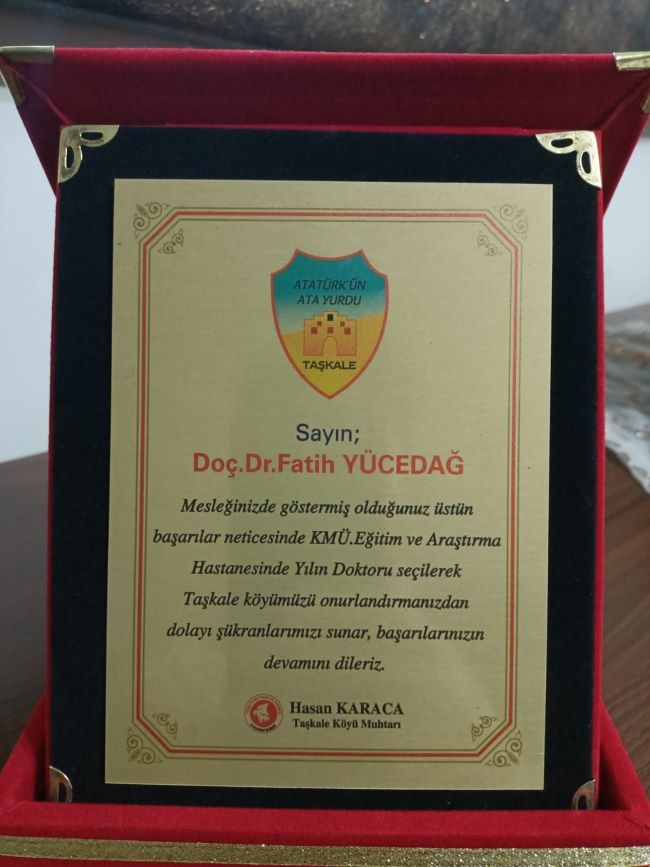 ATATÜRK'ÜN
ATA YURDU
TAŞKALE
Sayın;
Doç.Dr.Fatih YÜCEDAĞ
Mesleğinizde göstermiş olduğunuz üstün
başarılar neticesinde KMÜ.Eğitim ve Araştırma
Hastanesinde Yılın Doktoru seçilerek
Taşkale köyümüzü onurlandırmanızdan
dolayı şükranlarımızı sunar, başarılarınızın
devamını dileriz.
Hasan KARACA
Taşkale Köyü Muhtarı